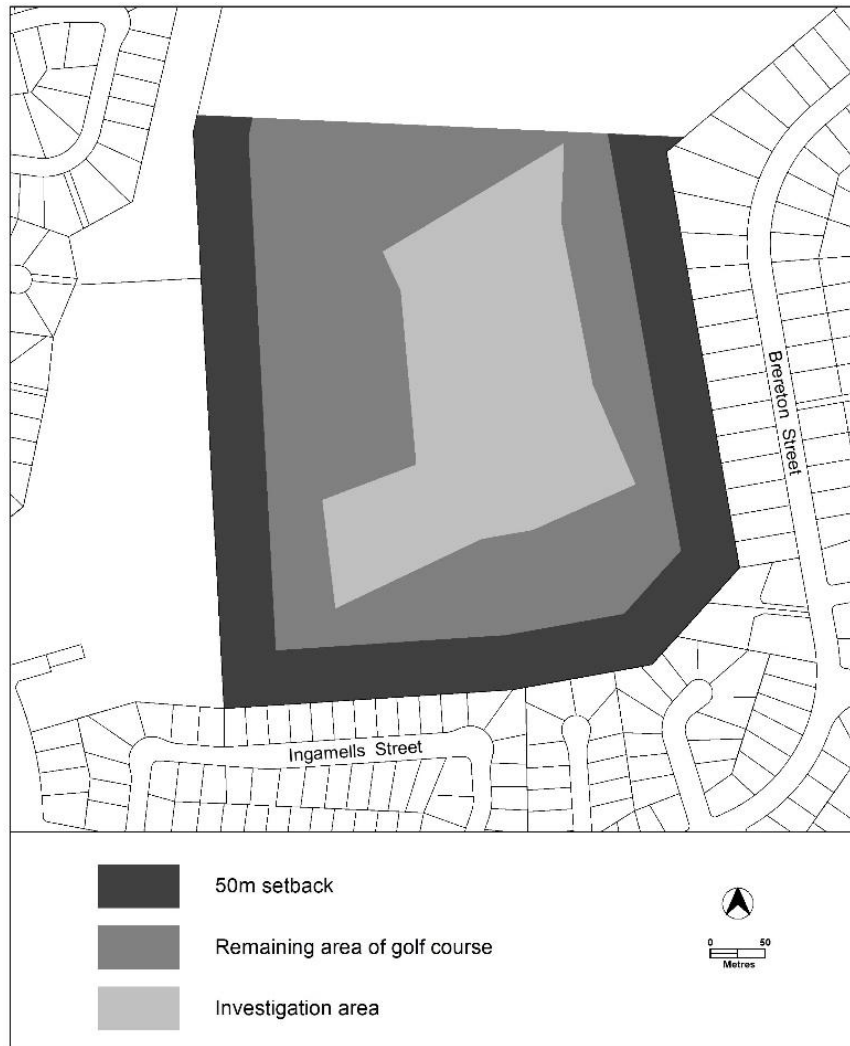 Brereton Street
Ingamells Street
50m setback
Remaining area of golf course
0 50
Metres
Investigation area